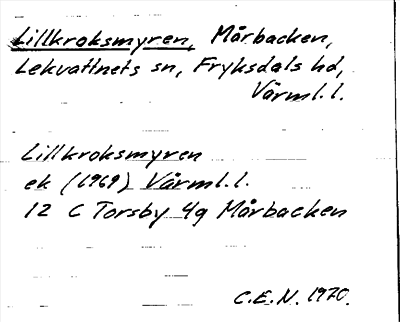 Lillkroksmyren, Mårbacken,
Lekvattnets sn, Fryksdals hd,
Värml.l.
Lillkroksmyren
ek (1969) Värml.l.
12 C Torsby 4g Mårbacken
C.E.N. 1970.